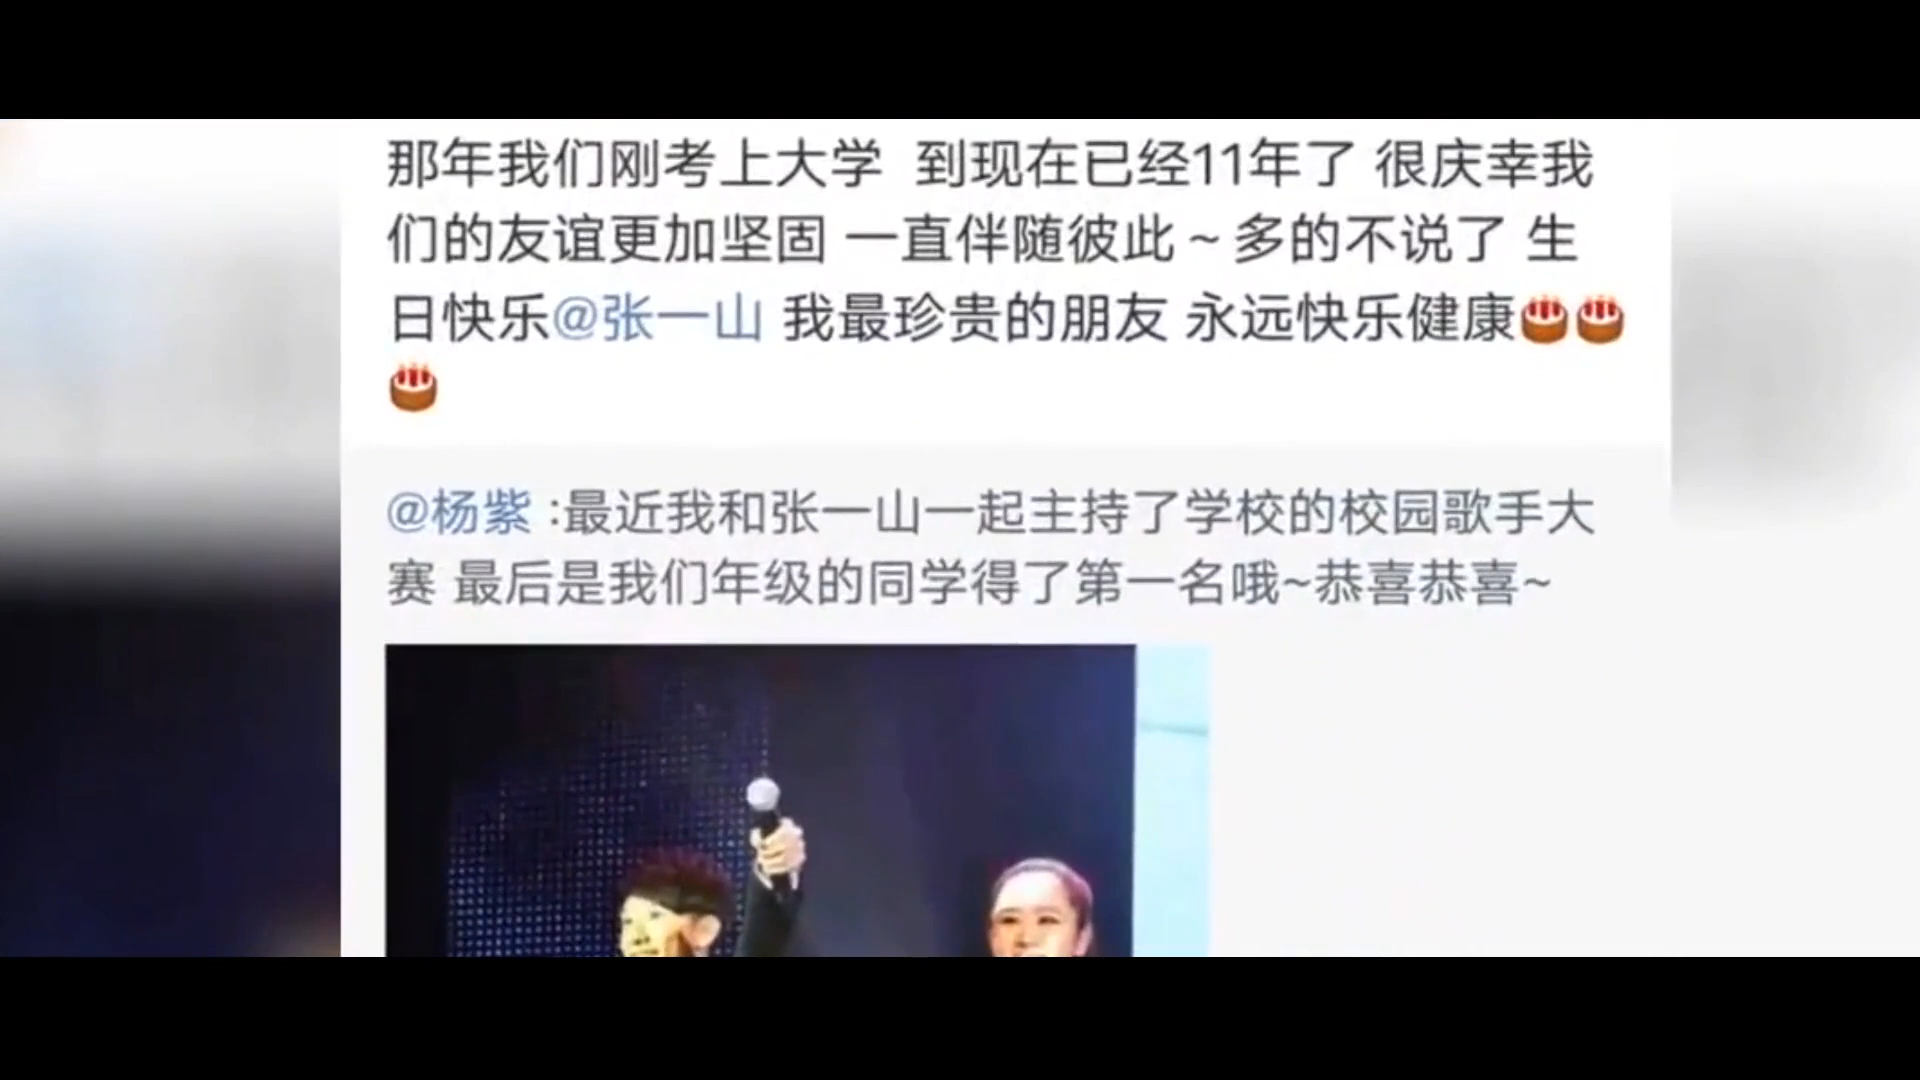 那年我们刚考上大学 到现在已经11年了 很庆幸我
们的友谊更加坚固 一直伴随彼此~多的不说了 生
日快乐@张一山 我最珍贵的朋友 永远快乐健康🎂🎂
🎂
@杨紫:最近我和张一山一起主持了学校的校园歌手大
赛 最后是我们年级的同学得了第一名哦~恭喜恭喜~